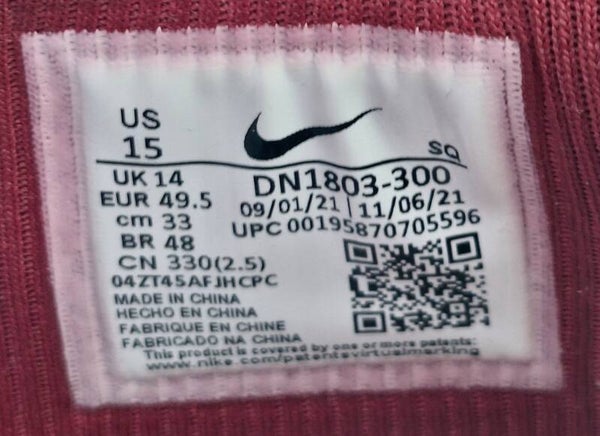 US
15
SQ
UK 14
EUR 49.5
cm 33
BR 48
CN 330(2.5)
04ZT45AFJHCPC
DN1803-300
09/01/21 | 11/06/21
UPC 00195870705596
MADE IN CHINA
HECHO EN CHINA
FABRIQUE EN CHINE
FABRICADO NA CHINA
This product is covered by one or more patents:
www.nike.com/patentsvirtualmarking